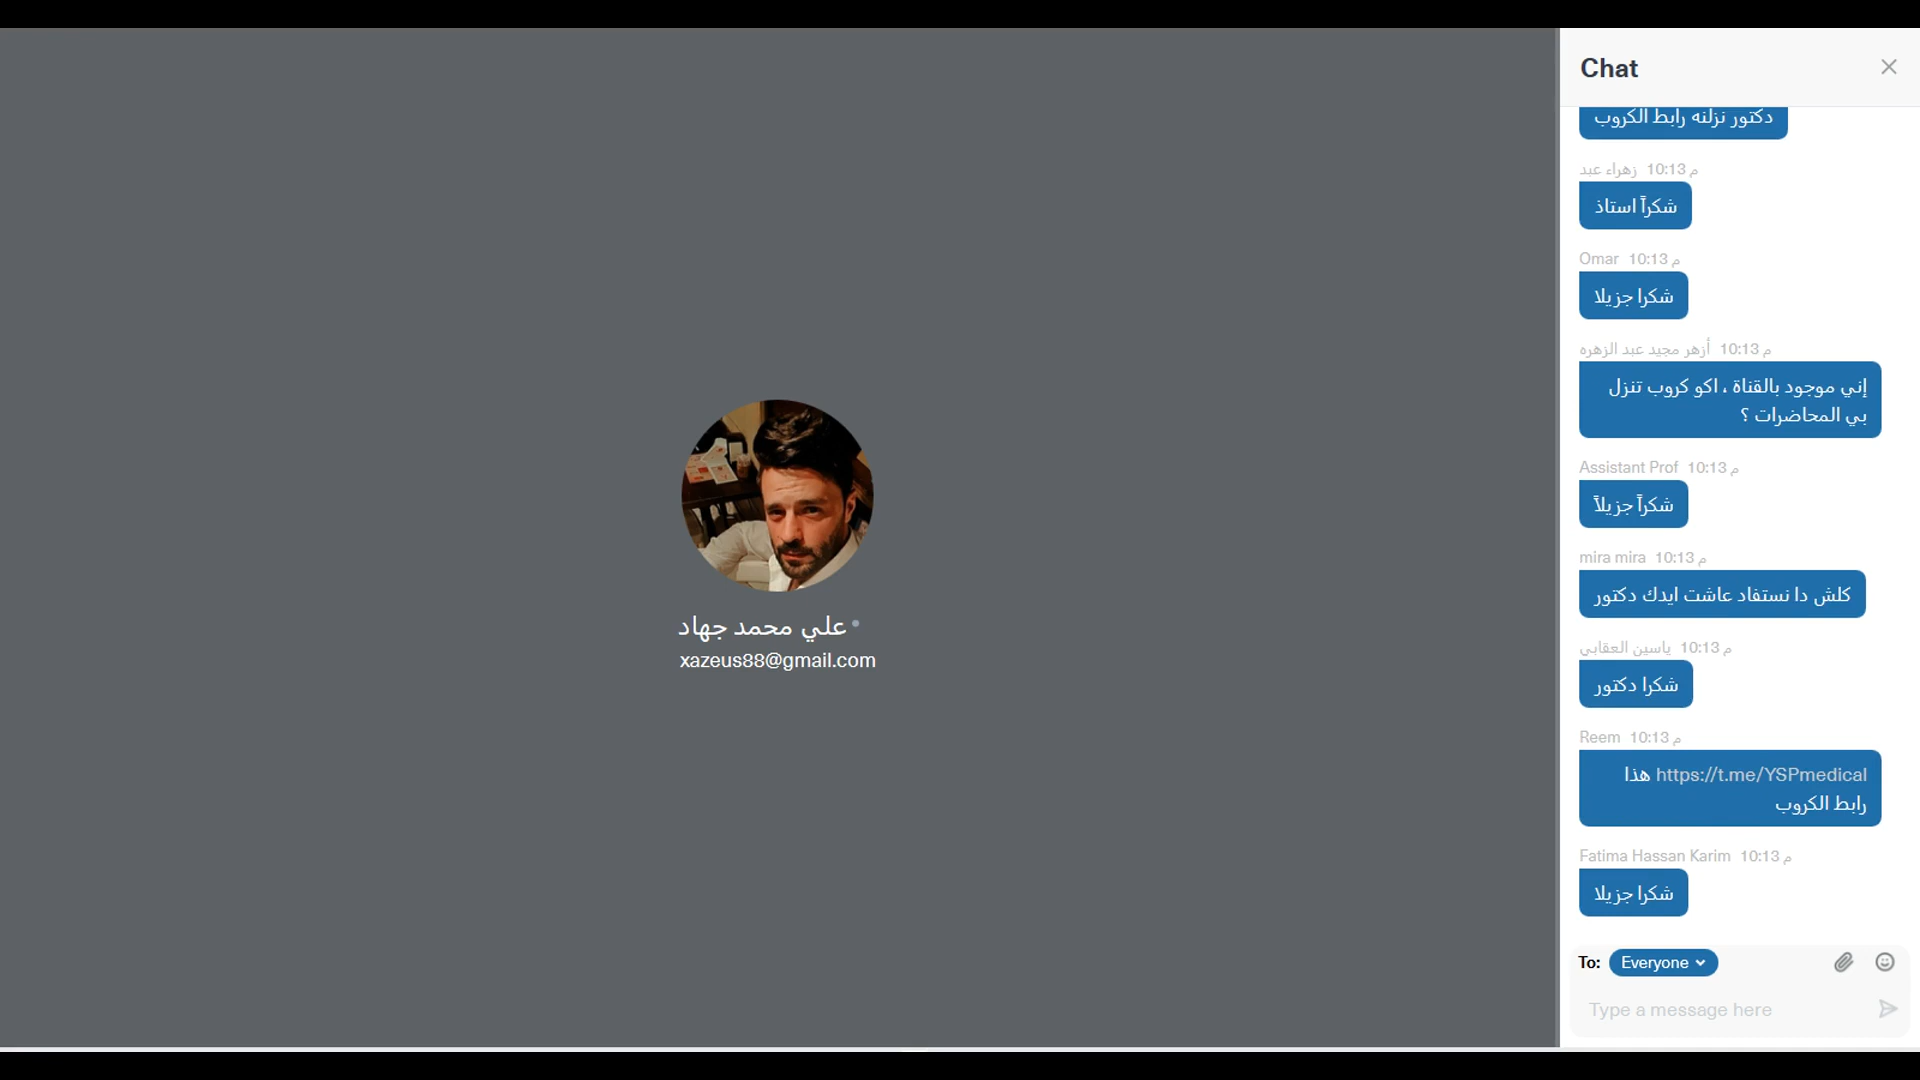 علي محمد جهاد
xazeus88@gmail.com
Chat
دكتور نزلنه رابط الكروب
زهراء عبد 10:13 م
شكراً استاذ
Omar 10:13 م
شكرا جزيلا
أزهر مجيد عبد الزهره 10:13 م
إني موجود بالقناة ، اكو كروب تنزل
بي المحاضرات ؟
Assistant Prof 10:13 م
شكراً جزيلاً
mira mira 10:13 م
كلش دا نستفاد عاشت ايدك دكتور
ياسين العقابي 10:13 م
شكرا دكتور
Reem 10:13 م
https://t.me/YSPmedical هذا
رابط الكروب
Fatima Hassan Karim 10:13 م
شكرا جزيلا
To: Everyone
Type a message here